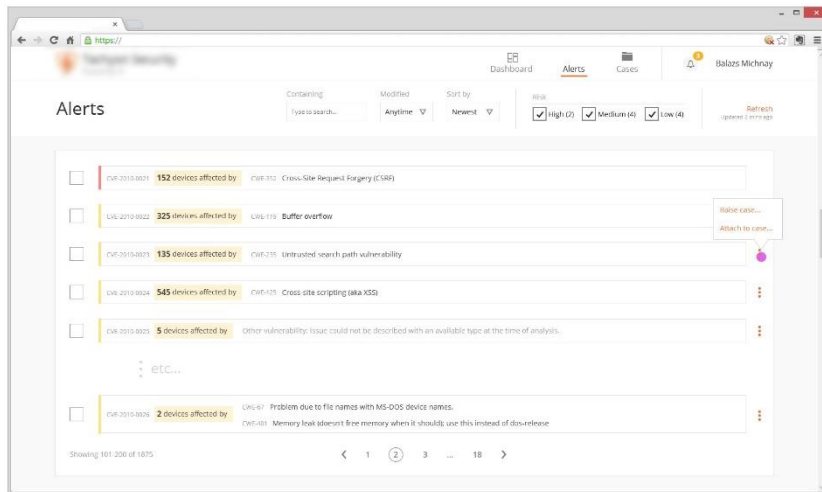 https://
Dashboard
Alerts
Cases
3
Balazs Michnay
Alerts
Containing
Type to search...
Modified
Anytime
Sort by
Newest
Risk
High (2)
Medium (4)
Low (4)
Refresh
Updated 2 mins ago
CVE-2010-0021 152 devices affected by CWE-352 Cross-Site Request Forgery (CSRF)
CVE-2010-0022 325 devices affected by CWE-119 Buffer overflow
Raise case...
Attach to case...
CVE-2010-0023 135 devices affected by CWE-235 Untrusted search path vulnerability
CVE-2010-0024 545 devices affected by CWE-125 Cross-site scripting (aka XSS)
CVE-2010-0025 5 devices affected by Other vulnerability: issue could not be described with an available type at the time of analysis.
etc...
CVE-2010-0026 2 devices affected by CWE-67 Problem due to file names with MS-DOS device names.
Memory leak (doesn't free memory when it should); use this instead of dos-release
Showing 101-200 of 1875
1 2 3 ... 18